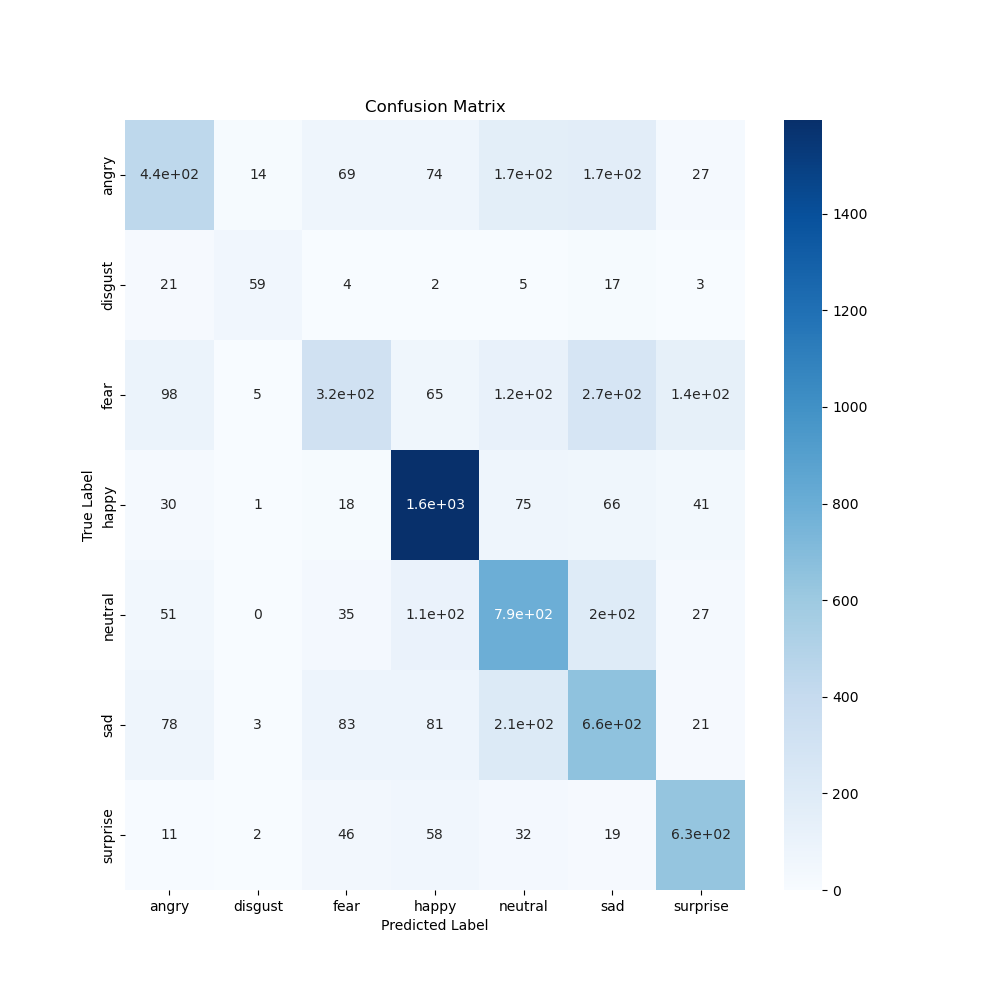 Confusion Matrix
angry 4.4e+02 14 69 74 1.7e+02 1.7e+02 27
disgust 21 59 4 2 5 17 3
fear 98 5 3.2e+02 65 1.2e+02 2.7e+02 1.4e+02
happy 30 1 18 1.6e+03 75 66 41
neutral 51 0 35 1.1e+02 7.9e+02 2e+02 27
sad 78 3 83 81 2.1e+02 6.6e+02 21
surprise 11 2 46 58 32 19 6.3e+02
True Label
angry disgust fear happy neutral sad surprise
Predicted Label
1400
1200
1000
800
600
400
200
0